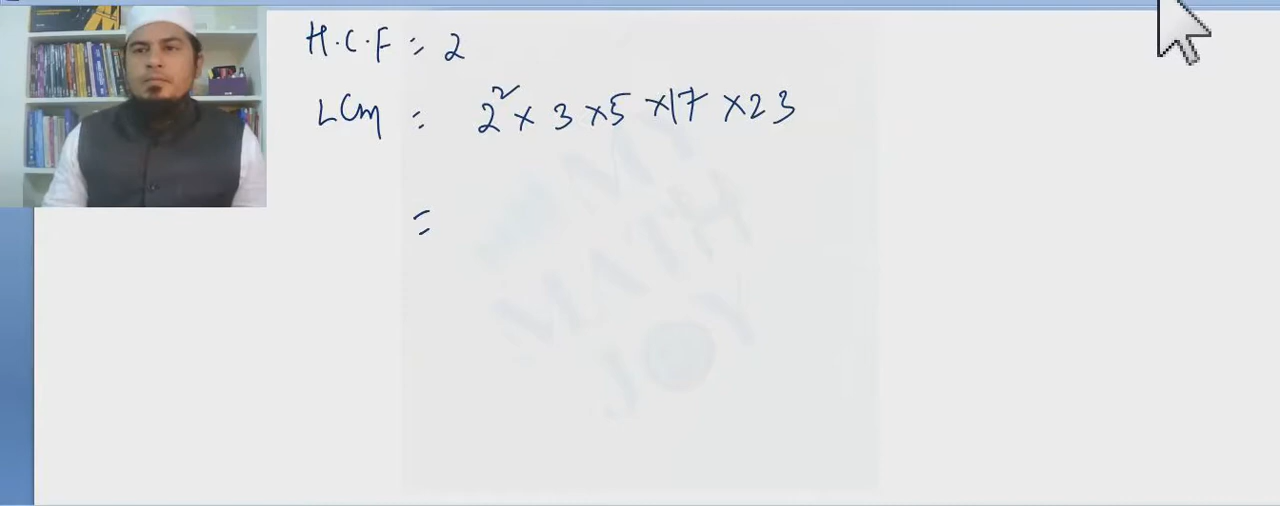 H.C.F = 2
LCM = 2² × 3 × 5 × 17 × 23
=